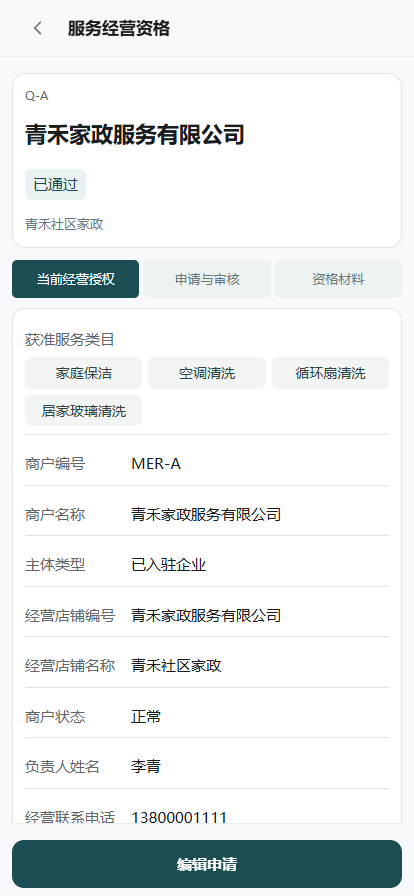 服务经营资格
Q-A
青禾家政服务有限公司
已通过
青禾社区家政
当前经营授权 申请与审核 资格材料
获准服务类目
家庭保洁 空调清洗 循环扇清洗
居家玻璃清洗
商户编号 MER-A
商户名称 青禾家政服务有限公司
主体类型 已入驻企业
经营店铺编号 青禾家政服务有限公司
经营店铺名称 青禾社区家政
商户状态 正常
负责人姓名 李青
经营联系电话 13800001111
编辑申请